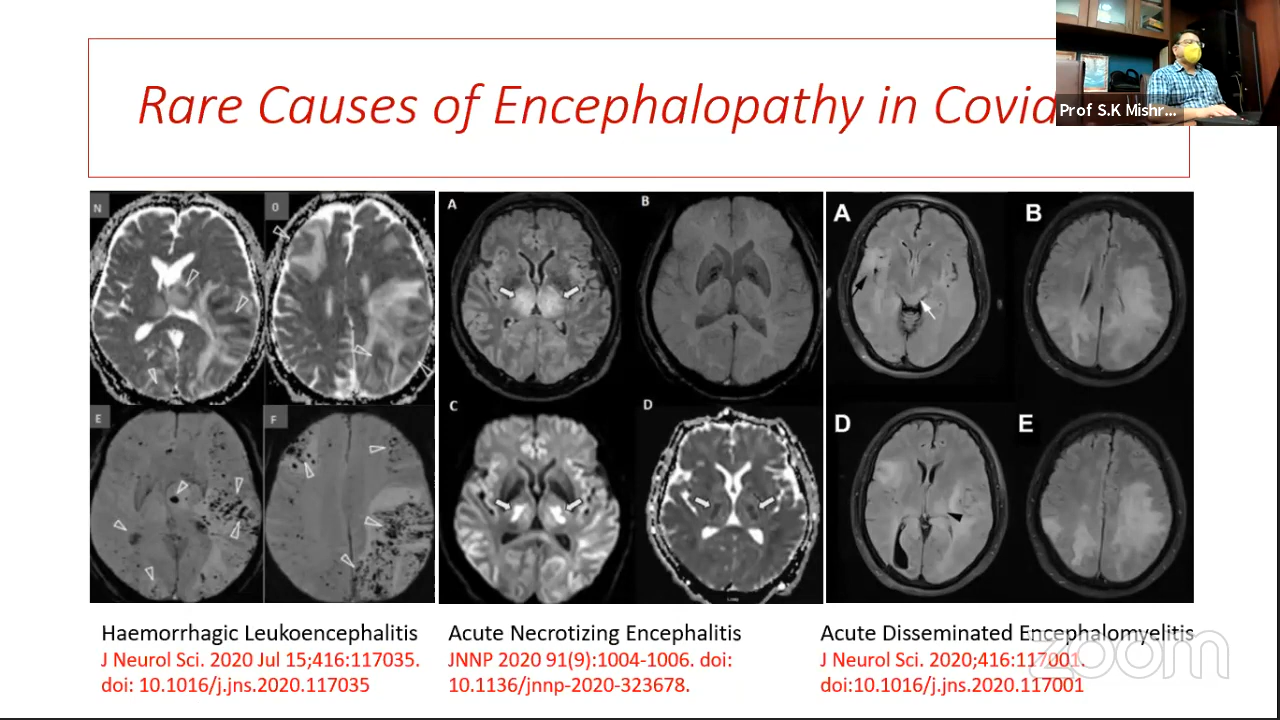 Rare Causes of Encephalopathy in Covid
Prof S.K Mishr...
N
O
A
B
A
B
E
F
C
D
D
E
Haemorrhagic Leukoencephalitis
J Neurol Sci. 2020 Jul 15;416:117035.
doi: 10.1016/j.jns.2020.117035
Acute Necrotizing Encephalitis
JNNP 2020 91(9):1004-1006. doi:
10.1136/jnnp-2020-323678.
Acute Disseminated Encephalomyelitis
J Neurol Sci. 2020;416:117001.
doi:10.1016/j.jns.2020.117001
zoom